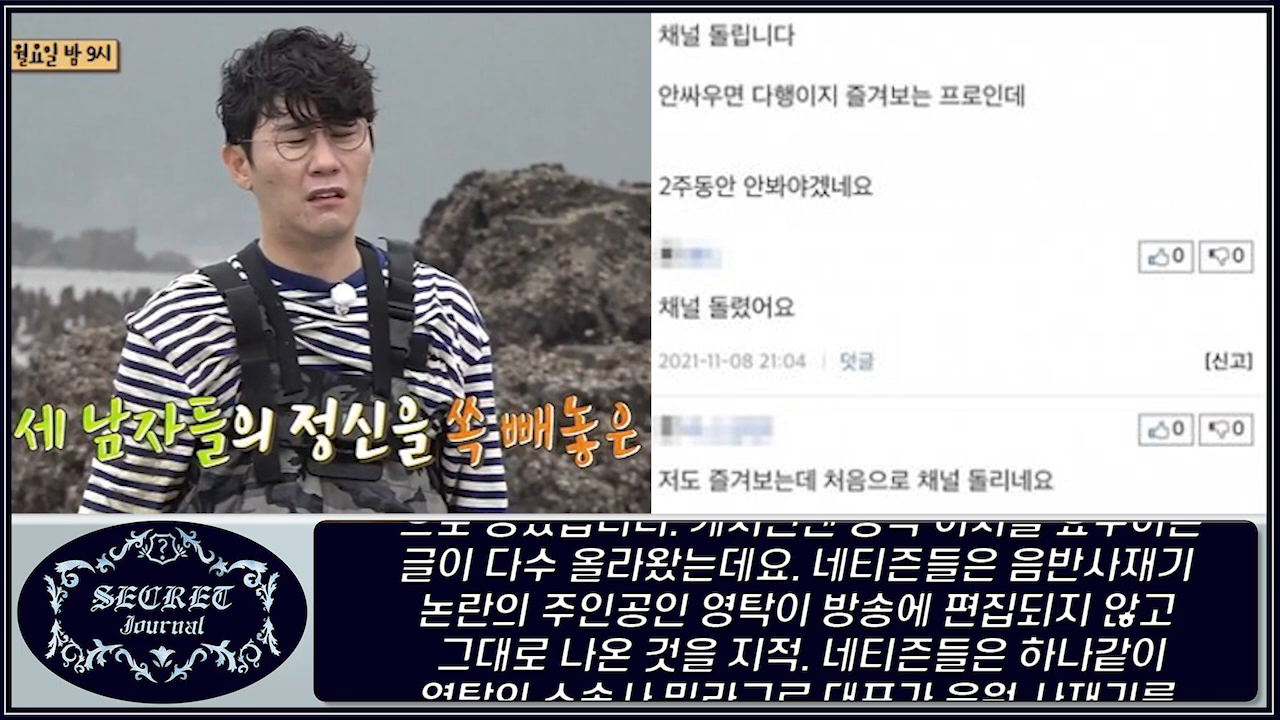 월요일 밤 9시
세 남자들의 정신을 쏙 빼놓은
채널 돌립니다
안싸우면 다행이지 즐겨보는 프로인데
2주동안 안봐야겠네요
0 0
채널 돌렸어요
2021-11-08 21:04 | 덧글 [신고]
0 0
저도 즐겨보는데 처음으로 채널 돌리네요
?
SECRET
Journal
글이 다수 올라왔는데요. 네티즌들은 음반사재기
논란의 주인공인 영탁이 방송에 편집되지 않고
그대로 나온 것을 지적. 네티즌들은 하나같이